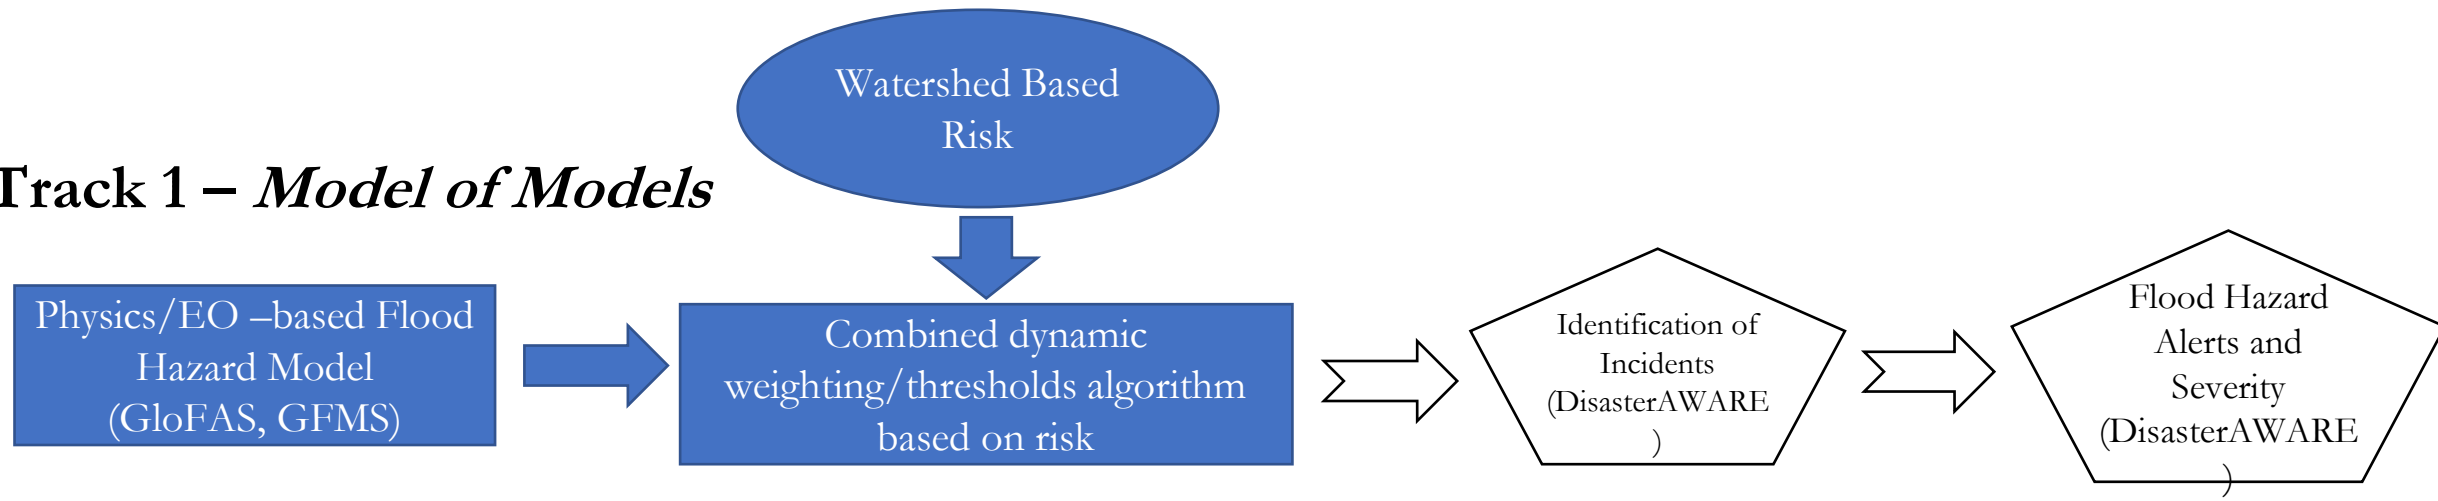 Watershed Based
Risk
Track 1 – Model of Models
Physics/EO –based Flood
Hazard Model
(GloFAS, GFMS)
Combined dynamic
weighting/thresholds algorithm
based on risk
Identification of
Incidents
(DisasterAWARE
)
Flood Hazard
Alerts and
Severity
(DisasterAWARE
)